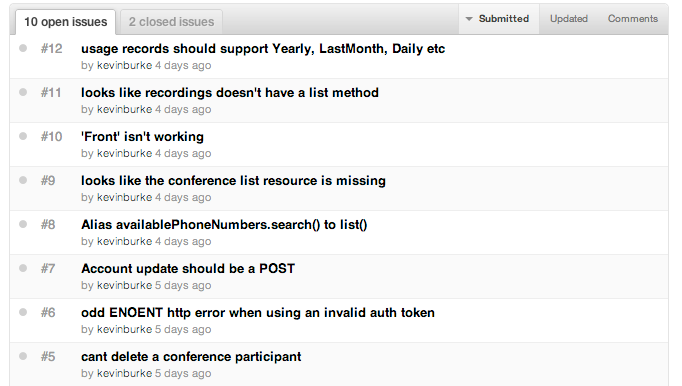 10 open issues 2 closed issues Submitted Updated Comments
#12 usage records should support Yearly, LastMonth, Daily etc
by kevinburke 4 days ago
#11 looks like recordings doesn't have a list method
by kevinburke 4 days ago
#10 'Front' isn't working
by kevinburke 4 days ago
#9 looks like the conference list resource is missing
by kevinburke 4 days ago
#8 Alias availablePhoneNumbers.search() to list()
by kevinburke 4 days ago
#7 Account update should be a POST
by kevinburke 5 days ago
#6 odd ENOENT http error when using an invalid auth token
by kevinburke 5 days ago
#5 cant delete a conference participant
by kevinburke 5 days ago